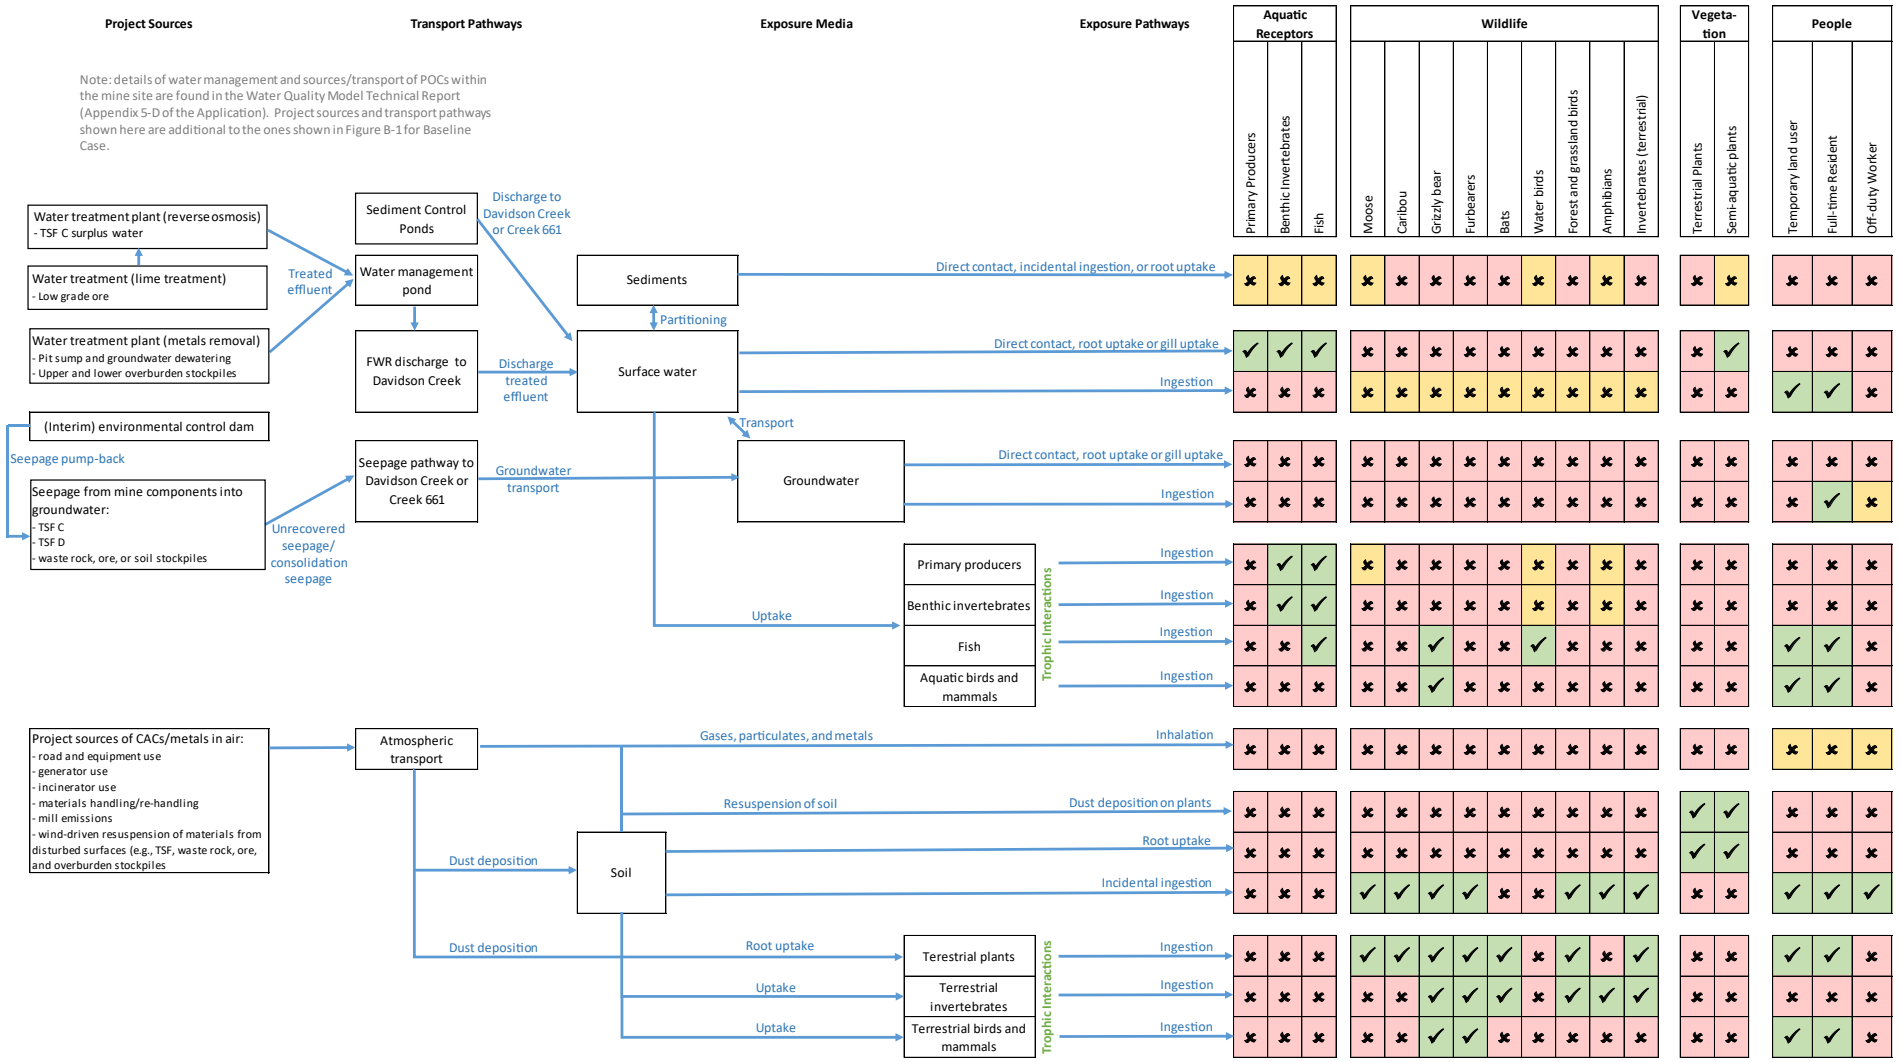 Project Sources
Transport Pathways
Exposure Media
Exposure Pathways
Aquatic
Receptors
Wildlife
Vegeta-
tion
People
Note: details of water management and sources/transport of POCs within
the mine site are found in the Water Quality Model Technical Report
(Appendix 5-D of the Application). Project sources and transport pathways
shown here are additional to the ones shown in Figure B-1 for Baseline
Case.
Primary Producers
Benthic Invertebrates
Fish
Moose
Caribou
Grizzly bear
Furbearers
Bats
Water birds
Forest and grassland birds
Amphibians
Invertebrates (terrestrial)
Terrestrial Plants
Semi-aquatic plants
Temporary land user
Full-time Resident
Off-duty Worker
Water treatment plant (reverse osmosis)
- TSF C surplus water
Water treatment (lime treatment)
- Low grade ore
Water treatment plant (metals removal)
- Pit sump and groundwater dewatering
- Upper and lower overburden stockpiles
(Interim) environmental control dam
Seepage pump-back
Seepage from mine components into
groundwater:
- TSF C
- TSF D
- waste rock, ore, or soil stockpiles
Treated
effluent
Unrecovered
seepage/
consolidation
seepage
Sediment Control
Ponds
Water management
pond
FWR discharge to
Davidson Creek
Seepage pathway to
Davidson Creek or
Creek 661
Discharge to
Davidson Creek
or Creek 661
Discharge
treated
effluent
Groundwater
transport
Sediments
Partitioning
Surface water
Transport
Groundwater
Uptake
Primary producers
Benthic invertebrates
Fish
Aquatic birds and
mammals
Trophic Interactions
Direct contact, incidental ingestion, or root uptake
Direct contact, root uptake or gill uptake
Ingestion
Direct contact, root uptake or gill uptake
Ingestion
Ingestion
Ingestion
Ingestion
Ingestion
Project sources of CACs/metals in air:
- road and equipment use
- generator use
- incinerator use
- materials handling/re-handling
- mill emissions
- wind-driven resuspension of materials from
disturbed surfaces (e.g., TSF, waste rock, ore,
and overburden stockpiles
Atmospheric
transport
Gases, particulates, and metals
Inhalation
Resuspension of soil
Dust deposition on plants
Root uptake
Dust deposition
Soil
Incidental ingestion
Dust deposition
Root uptake
Uptake
Uptake
Terestrial plants
Terrestrial
invertebrates
Terrestrial birds and
mammals
Trophic Interactions
Ingestion
Ingestion
Ingestion